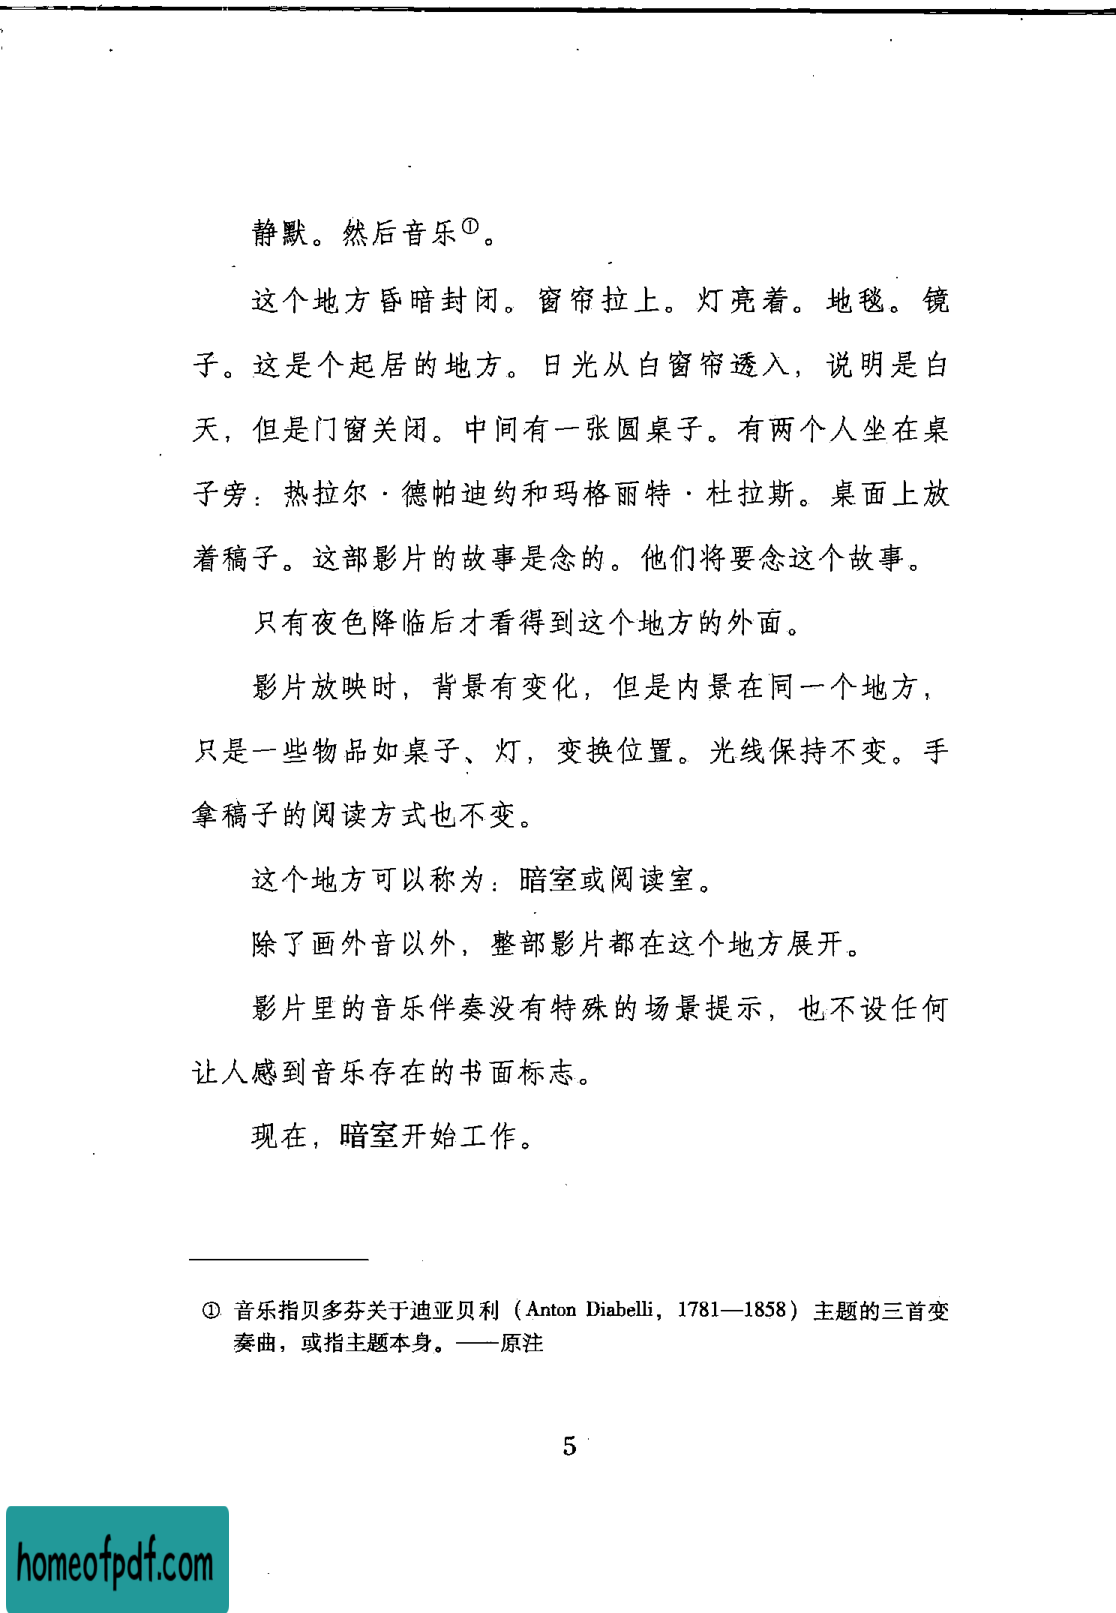 静默。然后音乐①。
这个地方昏暗封闭。窗帘拉上。灯亮着。地毯。镜
子。这是个起居的地方。日光从白窗帘透入，说明是白
天，但是门窗关闭。中间有一张圆桌子。有两个人坐在桌
子旁：热拉尔·德帕迪约和玛格丽特·杜拉斯。桌面上放
着稿子。这部影片的故事是念的。他们将要念这个故事。
只有夜色降临后才看得到这个地方的外面。
影片放映时，背景有变化，但是内景在同一个地方，
只是一些物品如桌子、灯，变换位置。光线保持不变。手
拿稿子的阅读方式也不变。
这个地方可以称为：暗室或阅读室。
除了画外音以外，整部影片都在这个地方展开。
影片里的音乐伴奏没有特殊的场景提示，也不设任何
让人感到音乐存在的书面标志。
现在，暗室开始工作。
① 音乐指贝多芬关于迪亚贝利（Anton Diabelli，1781—1858）主题的三首变
奏曲，或指主题本身。——原注
5
homeofpdf.com